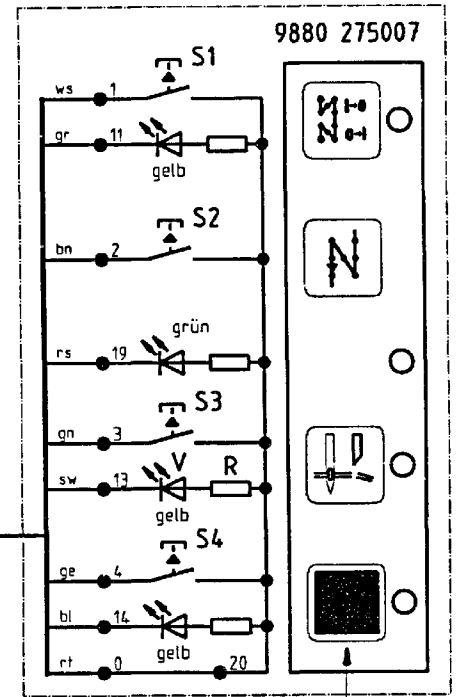 9880 275007
S1
ws 1
gr 11
gelb
S2
bn 2
grün
rs 19
S3
gn 3
V R
sw 13
gelb
S4
ge 4
bl 14
gelb
rt 0 20